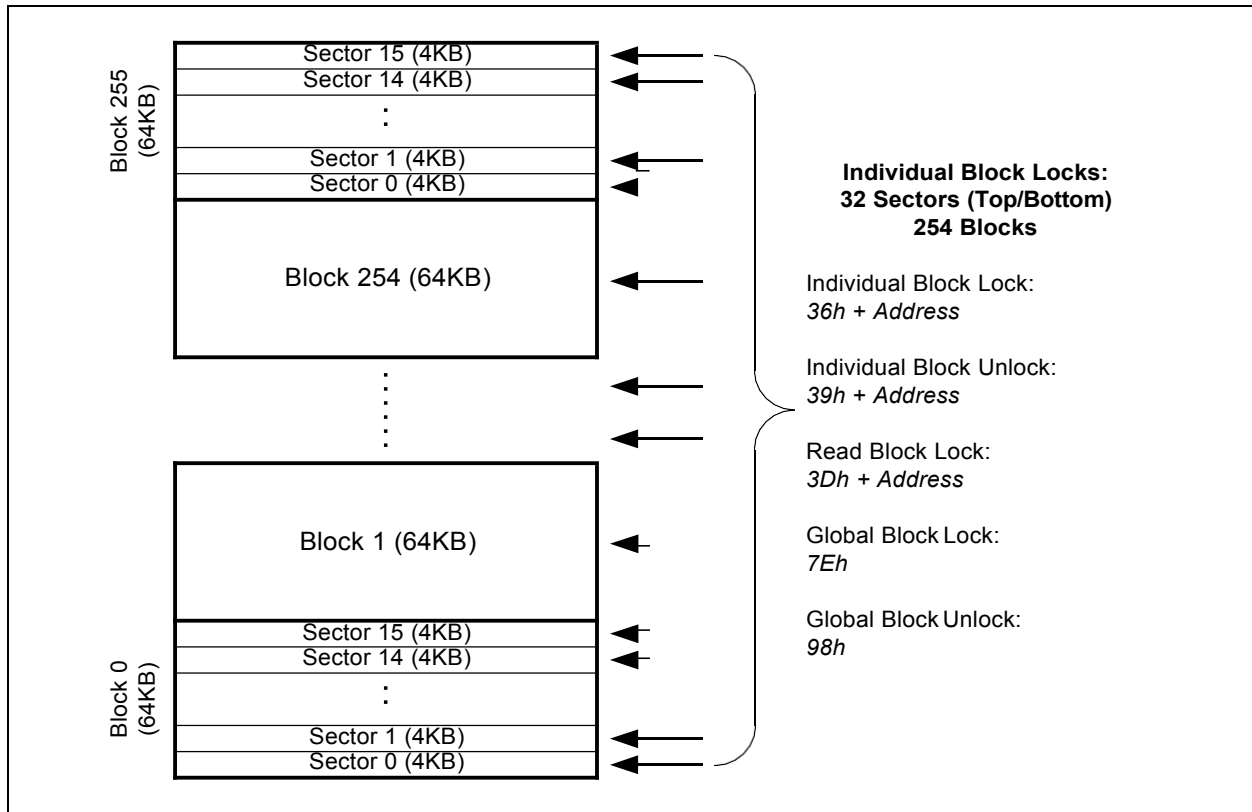 Block 255
(64KB)
Sector 15 (4KB)
Sector 14 (4KB)
:
Sector 1 (4KB)
Sector 0 (4KB)
Block 254 (64KB)
Block 1 (64KB)
Block 0
(64KB)
Sector 15 (4KB)
Sector 14 (4KB)
:
Sector 1 (4KB)
Sector 0 (4KB)
Individual Block Locks:
32 Sectors (Top/Bottom)
254 Blocks
Individual Block Lock:
36h + Address
Individual Block Unlock:
39h + Address
Read Block Lock:
3Dh + Address
Global Block Lock:
7Eh
Global Block Unlock:
98h